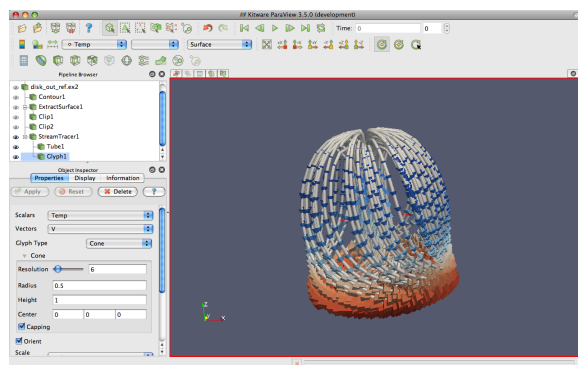 Kitware ParaView 3.5.0 (development)
Time: 0 0
Temp Surface
Pipeline Browser
disk_out_ref.ex2
Contour1
ExtractSurface1
Clip1
Clip2
StreamTracer1
Tube1
Glyph1
Object Inspector
Properties Display Information
Apply Reset Delete ?
Scalars Temp
Vectors V
Glyph Type Cone
Cone
Resolution 6
Radius 0.5
Height 1
Center 0 0 0
Capping
Orient
Scale
Z
Y X